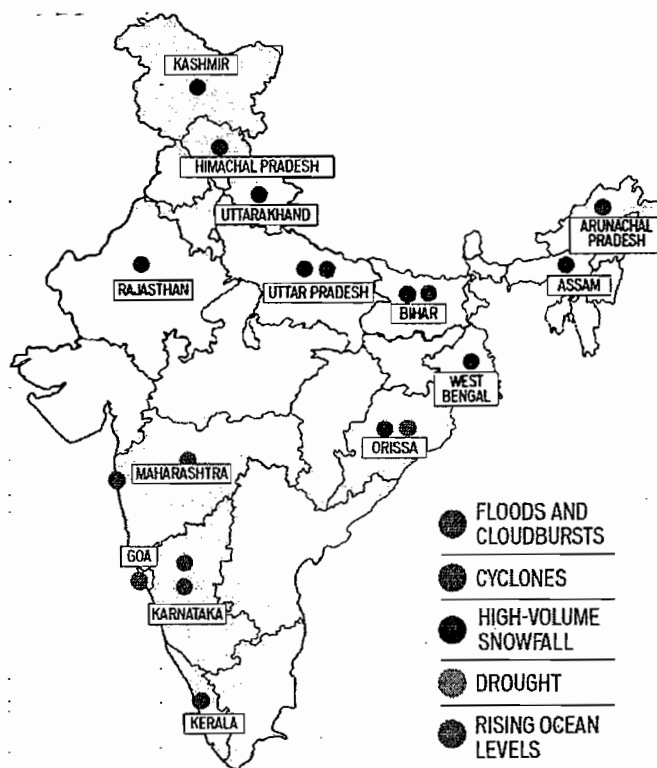 KASHMIR
HIMACHAL PRADESH
UTTARAKHAND
ARUNACHAL
PRADESH
RAJASTHAN
UTTAR PRADESH
BIHAR
ASSAM
WEST
BENGAL
ORISSA
MAHARASHTRA
GOA
KARNATAKA
KERALA
FLOODS AND
CLOUDBURSTS
CYCLONES
HIGH-VOLUME
SNOWFALL
DROUGHT
RISING OCEAN
LEVELS